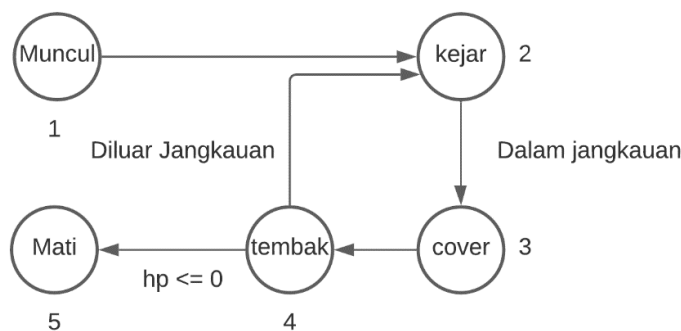 Muncul
kejar
2
1
Diluar Jangkauan
Dalam jangkauan
Mati
tembak
cover
3
hp <= 0
5
4